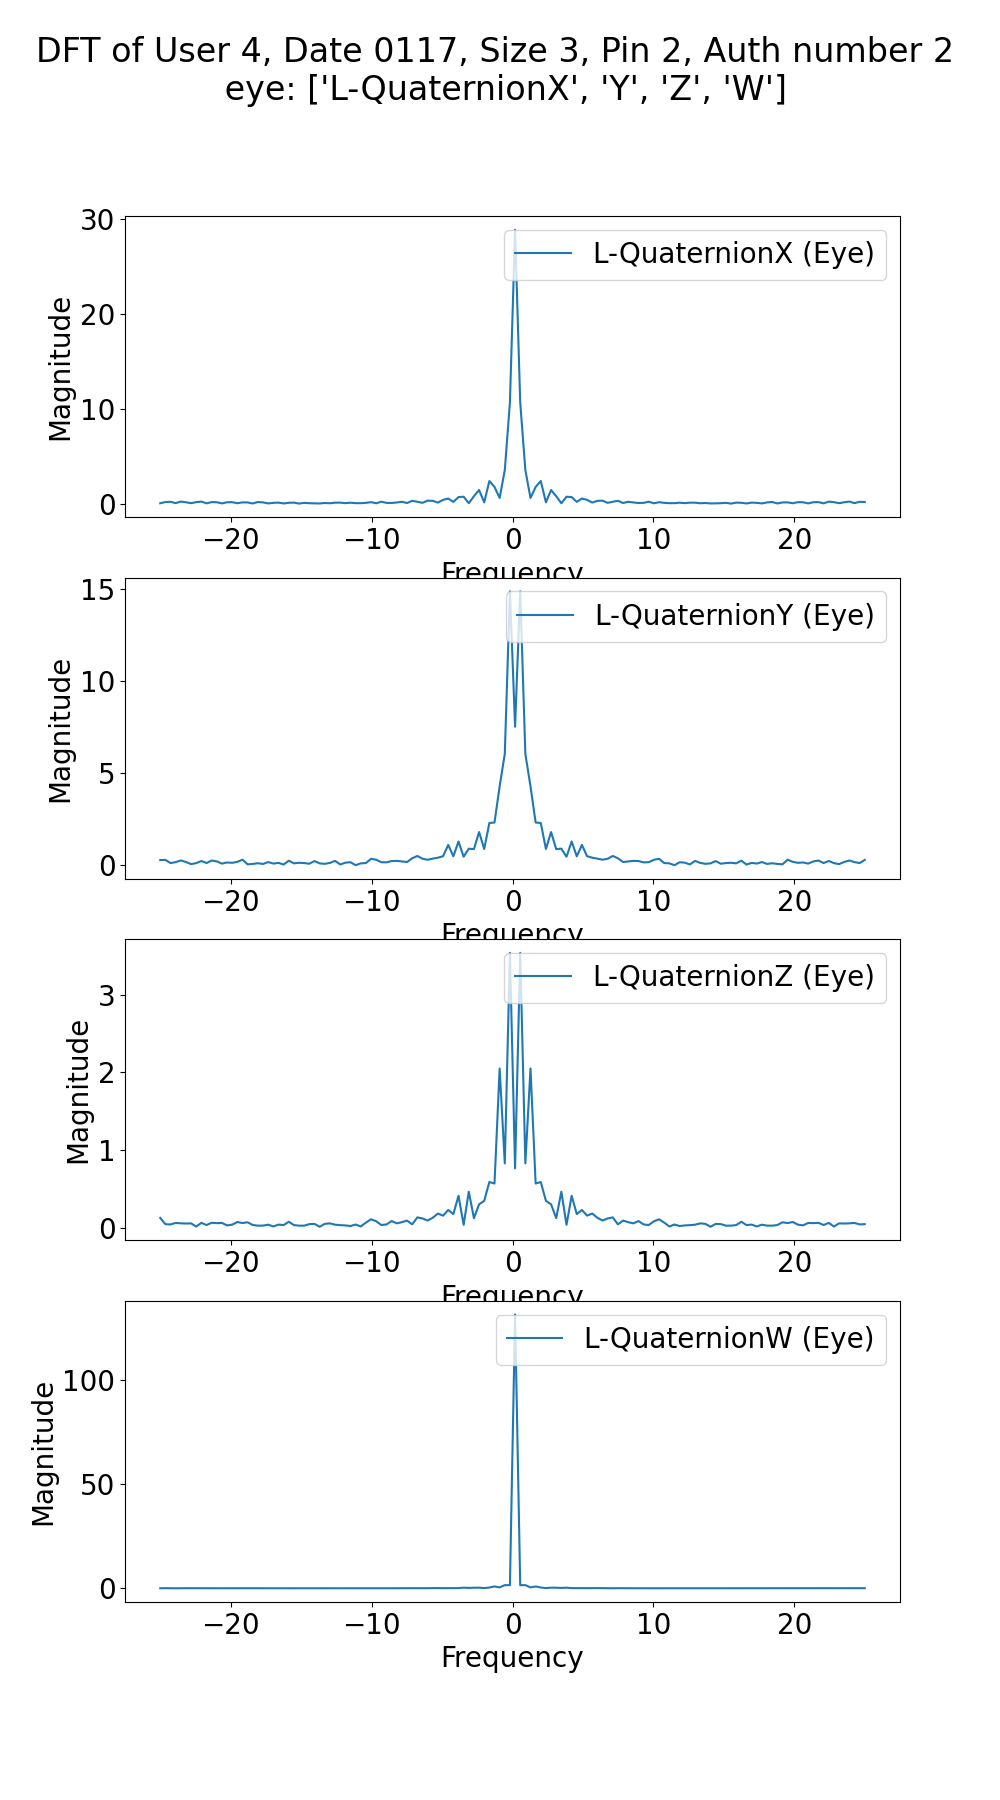 DFT of User 4, Date 0117, Size 3, Pin 2, Auth number 2
eye: ['L-QuaternionX', 'Y', 'Z', 'W']
30
20
10
0
Magnitude
L-QuaternionX (Eye)
−20 −10 0 10 20
Frequency
15
10
5
0
Magnitude
L-QuaternionY (Eye)
−20 −10 0 10 20
Frequency
3
2
1
0
Magnitude
L-QuaternionZ (Eye)
−20 −10 0 10 20
Frequency
100
50
0
Magnitude
L-QuaternionW (Eye)
−20 −10 0 10 20
Frequency